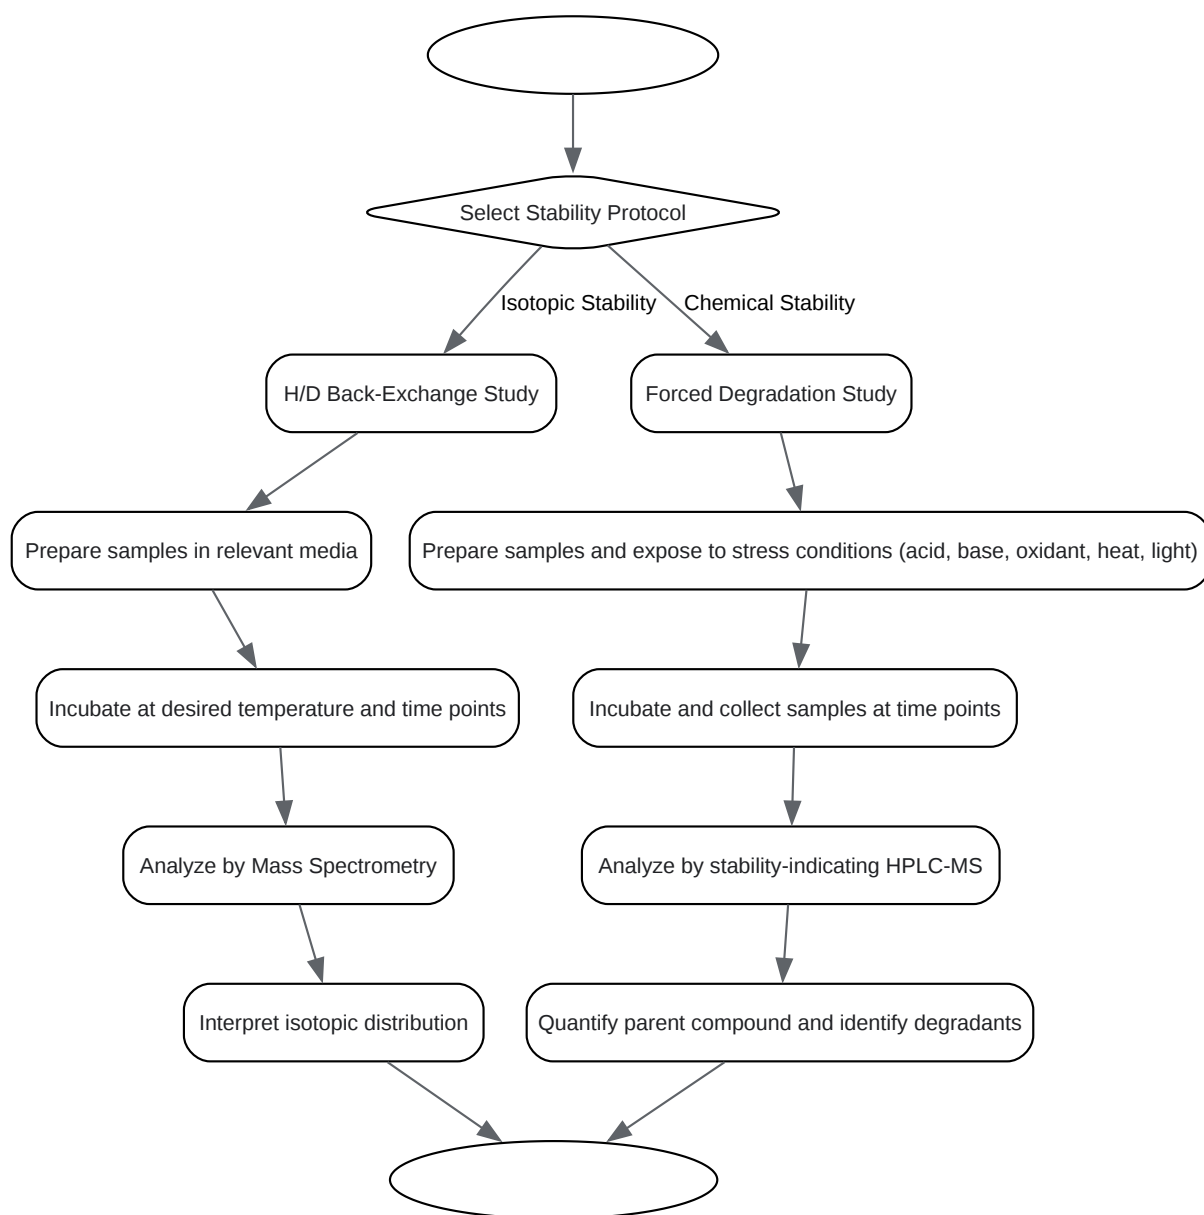 Select Stability Protocol
Isotopic Stability
Chemical Stability
H/D Back-Exchange Study
Forced Degradation Study
Prepare samples in relevant media
Prepare samples and expose to stress conditions (acid, base, oxidant, heat, light)
Incubate at desired temperature and time points
Incubate and collect samples at time points
Analyze by Mass Spectrometry
Analyze by stability-indicating HPLC-MS
Interpret isotopic distribution
Quantify parent compound and identify degradants